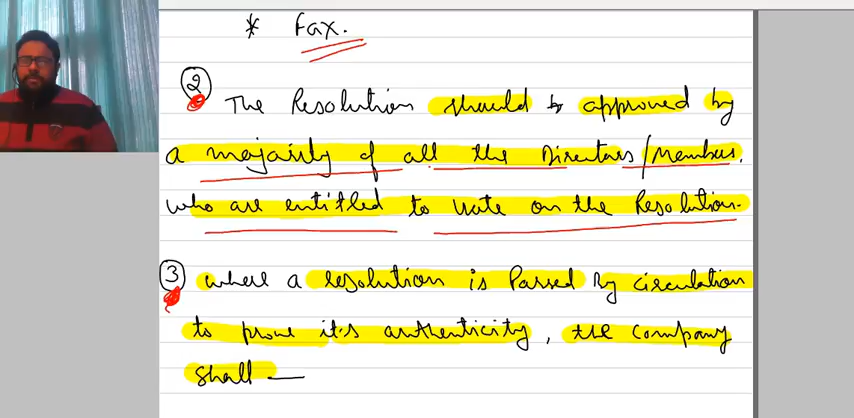 * Fax.
② The Resolution should be approved by
a majority of all the Directors/Members.
who are entitled to vote on the Resolution.
③ where a resolution is Passed By circulation
to prove it's authenticity, the company
shall —